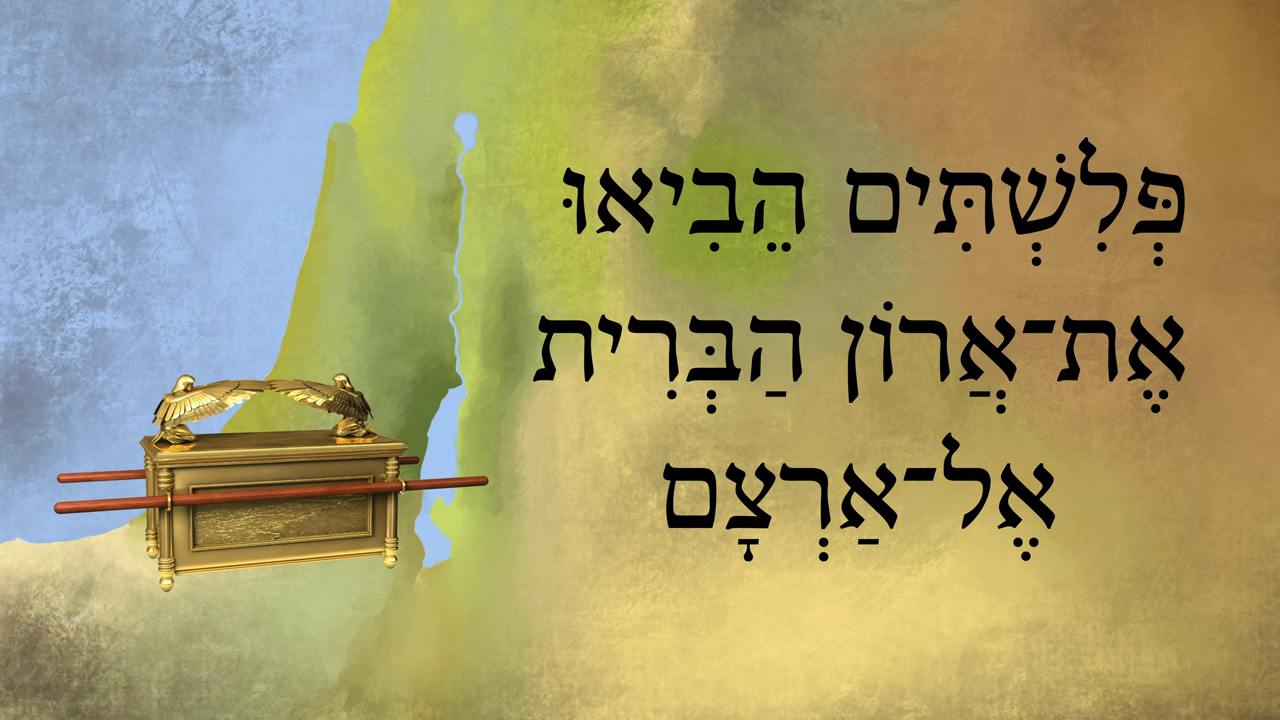 פְּלִשְׁתִּים הֵבִיאוּ
אֶת־אֲרוֹן הַבְּרִית
אֶל־אַרְצָם